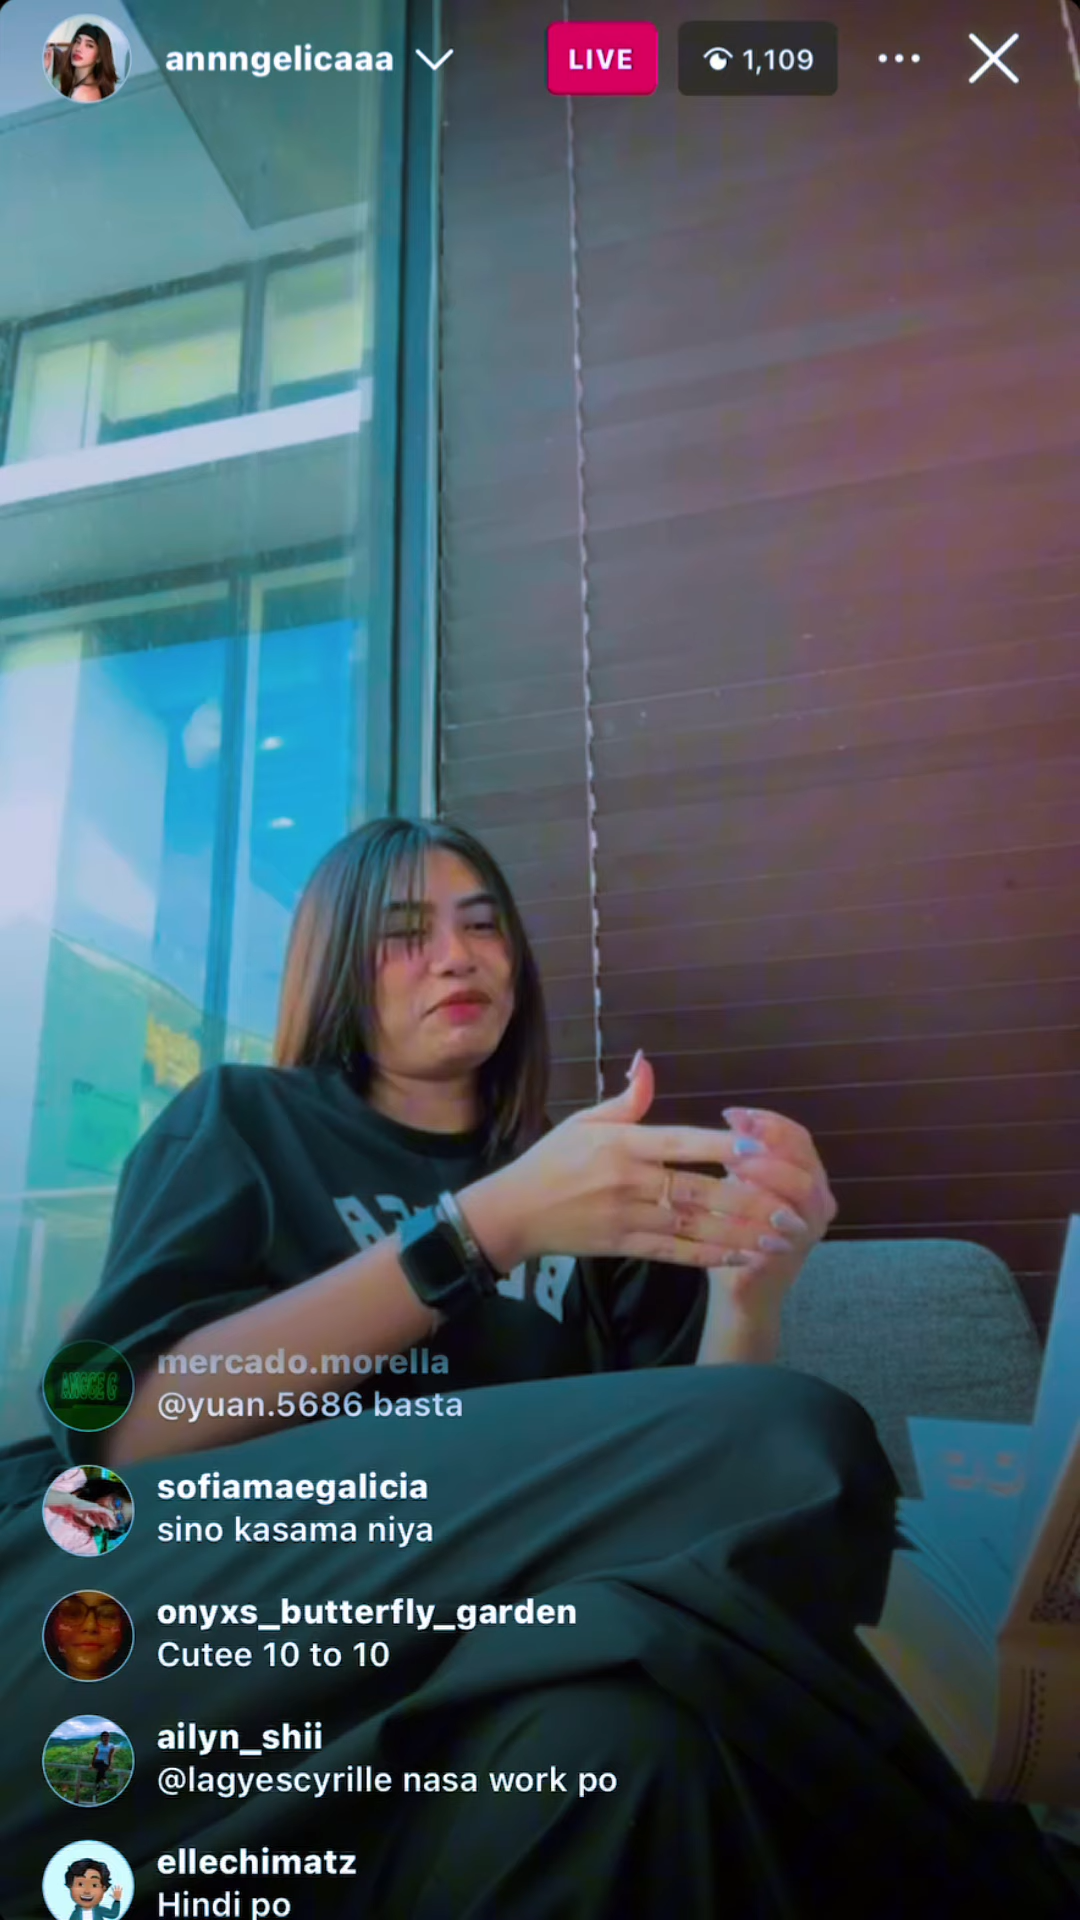 annngelicaaa
LIVE
1,109
mercado.morella
@yuan.5686 basta
sofiamaegalicia
sino kasama niya
onyxs_butterfly_garden
Cutee 10 to 10
ailyn_shii
@lagyescyrille nasa work po
ellechimatz
Hindi po